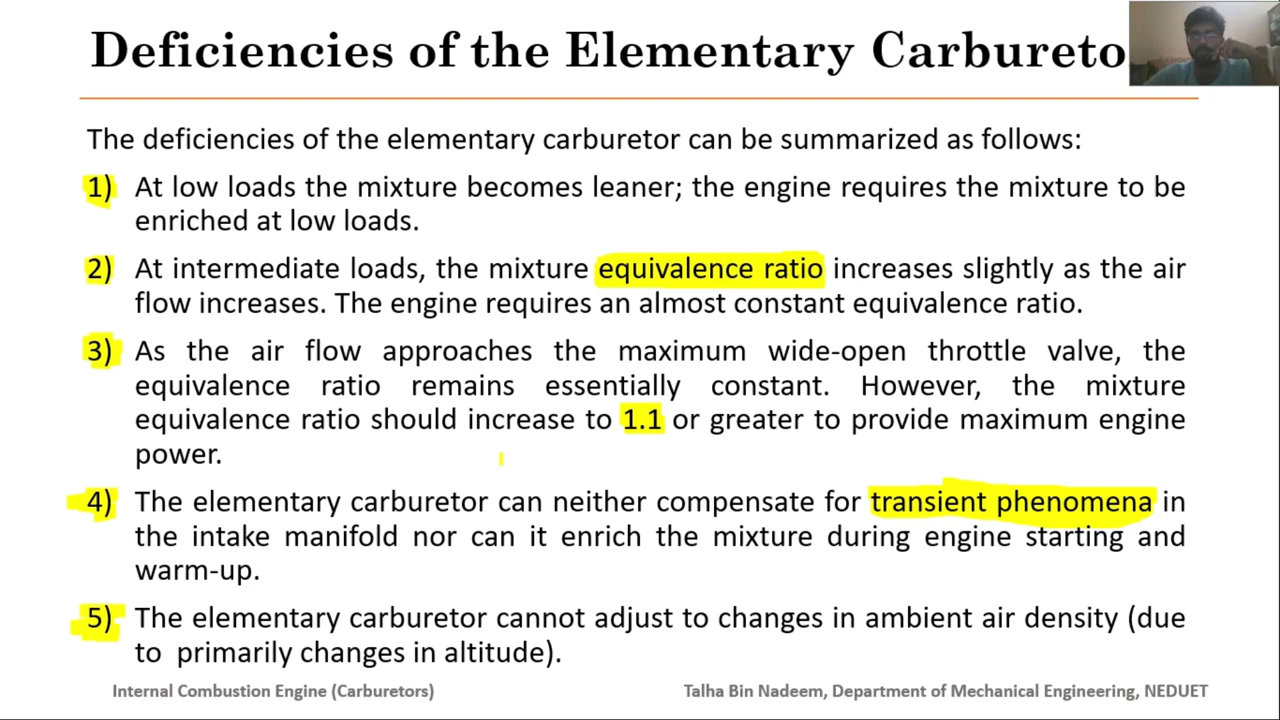 Deficiencies of the Elementary Carbureto
The deficiencies of the elementary carburetor can be summarized as follows:
1) At low loads the mixture becomes leaner; the engine requires the mixture to be
enriched at low loads.
2) At intermediate loads, the mixture equivalence ratio increases slightly as the air
flow increases. The engine requires an almost constant equivalence ratio.
3) As the air flow approaches the maximum wide-open throttle valve, the
equivalence ratio remains essentially constant. However, the mixture
equivalence ratio should increase to 1.1 or greater to provide maximum engine
power.
4) The elementary carburetor can neither compensate for transient phenomena in
the intake manifold nor can it enrich the mixture during engine starting and
warm-up.
5) The elementary carburetor cannot adjust to changes in ambient air density (due
to primarily changes in altitude).
Internal Combustion Engine (Carburetors) Talha Bin Nadeem, Department of Mechanical Engineering, NEDUET